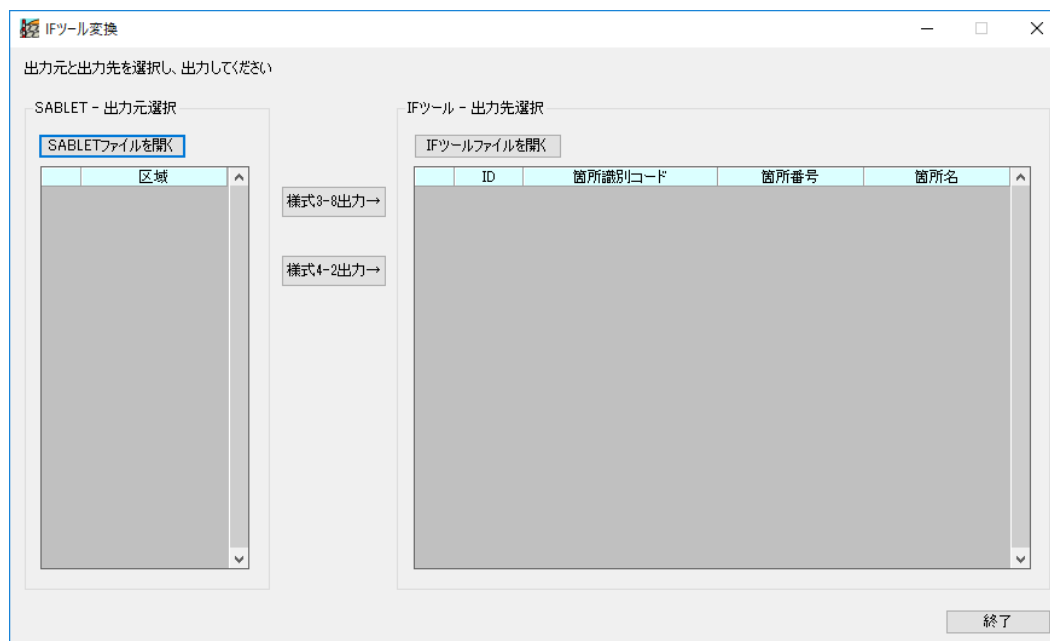 IFツール変換
出力元と出力先を選択し、出力してください
SABLET - 出力元選択
SABLETファイルを開く
区域
様式3-8出力→
様式4-2出力→
IFツール - 出力先選択
IFツールファイルを開く
ID 箇所識別コード 箇所番号 箇所名
終了